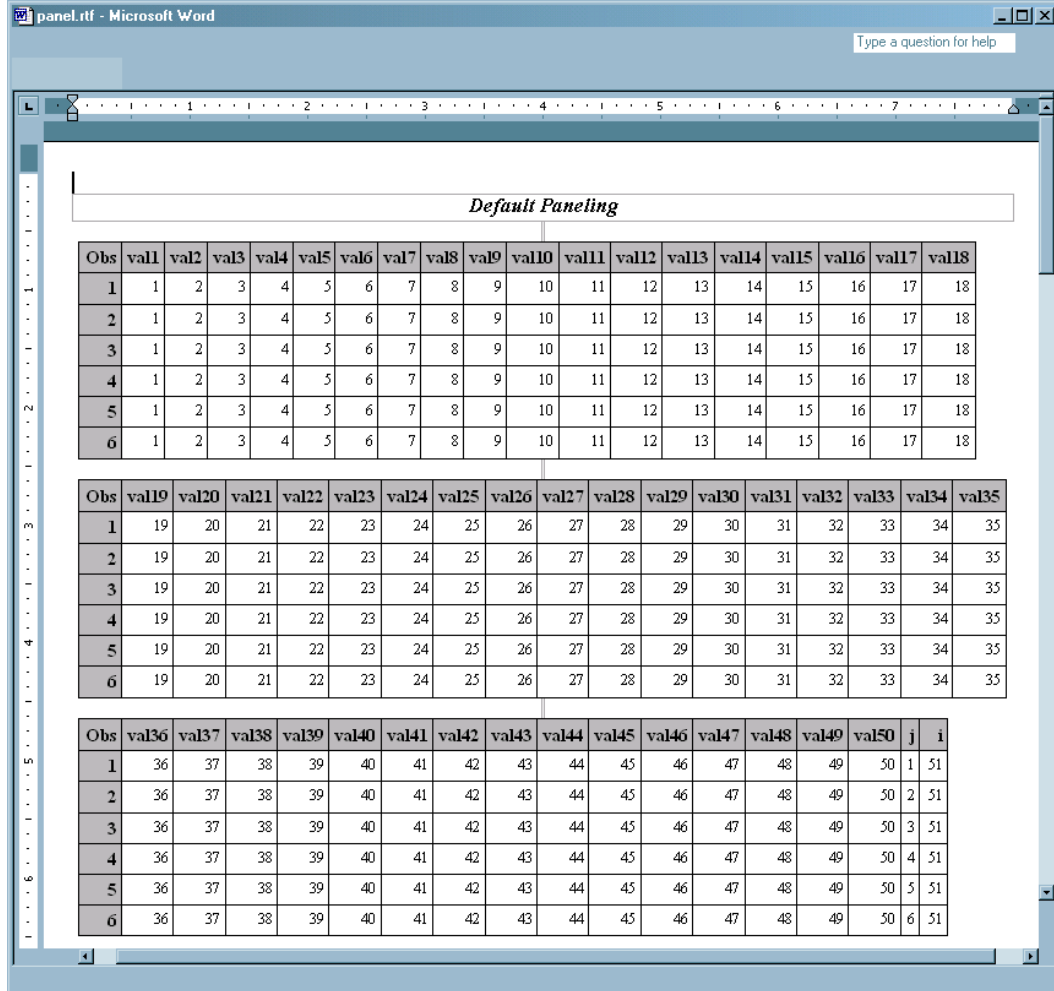 panel.rtf - Microsoft Word
Type a question for help
L
1 2 3 4 5 6 7
Default Paneling
Obs val1 val2 val3 val4 val5 val6 val7 val8 val9 val10 val11 val12 val13 val14 val15 val16 val17 val18
1 1 2 3 4 5 6 7 8 9 10 11 12 13 14 15 16 17 18
2 1 2 3 4 5 6 7 8 9 10 11 12 13 14 15 16 17 18
3 1 2 3 4 5 6 7 8 9 10 11 12 13 14 15 16 17 18
4 1 2 3 4 5 6 7 8 9 10 11 12 13 14 15 16 17 18
5 1 2 3 4 5 6 7 8 9 10 11 12 13 14 15 16 17 18
6 1 2 3 4 5 6 7 8 9 10 11 12 13 14 15 16 17 18
Obs val19 val20 val21 val22 val23 val24 val25 val26 val27 val28 val29 val30 val31 val32 val33 val34 val35
1 19 20 21 22 23 24 25 26 27 28 29 30 31 32 33 34 35
2 19 20 21 22 23 24 25 26 27 28 29 30 31 32 33 34 35
3 19 20 21 22 23 24 25 26 27 28 29 30 31 32 33 34 35
4 19 20 21 22 23 24 25 26 27 28 29 30 31 32 33 34 35
5 19 20 21 22 23 24 25 26 27 28 29 30 31 32 33 34 35
6 19 20 21 22 23 24 25 26 27 28 29 30 31 32 33 34 35
Obs val36 val37 val38 val39 val40 val41 val42 val43 val44 val45 val46 val47 val48 val49 val50 j i
1 36 37 38 39 40 41 42 43 44 45 46 47 48 49 50 1 51
2 36 37 38 39 40 41 42 43 44 45 46 47 48 49 50 2 51
3 36 37 38 39 40 41 42 43 44 45 46 47 48 49 50 3 51
4 36 37 38 39 40 41 42 43 44 45 46 47 48 49 50 4 51
5 36 37 38 39 40 41 42 43 44 45 46 47 48 49 50 5 51
6 36 37 38 39 40 41 42 43 44 45 46 47 48 49 50 6 51
1
2
3
4
5
6